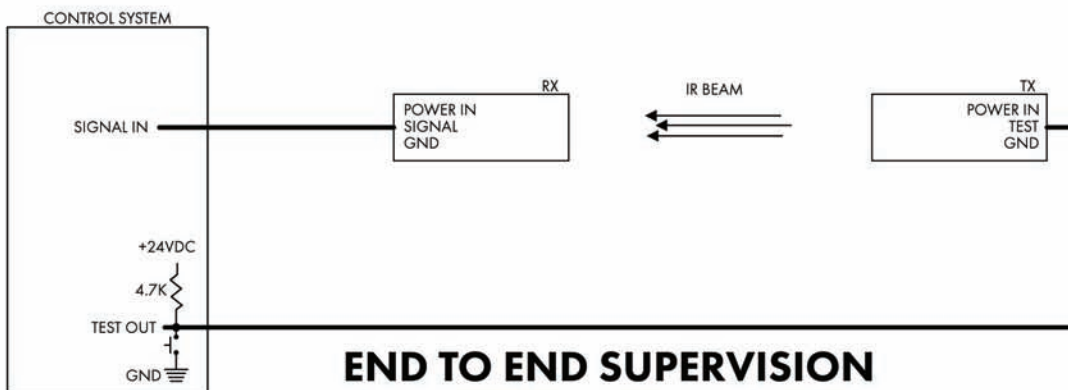 CONTROL SYSTEM
RX
IR BEAM
TX
POWER IN
SIGNAL
GND
POWER IN
TEST
GND
SIGNAL IN
+24VDC
4.7K
TEST OUT
GND
END TO END SUPERVISION